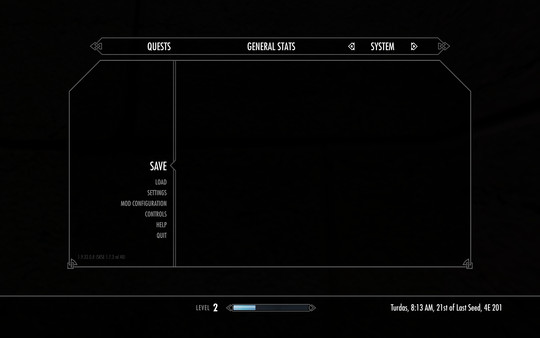 QUESTS GENERAL STATS SYSTEM
SAVE
LOAD
SETTINGS
MOD CONFIGURATION
CONTROLS
HELP
QUIT
LEVEL 2 Turdas, 8:13 AM, 21st of Last Seed, 4E 201